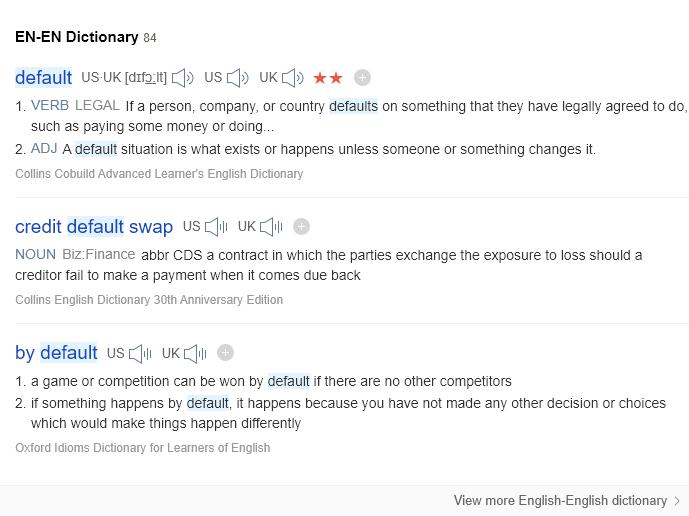 EN-EN Dictionary 84
default US·UK [dɪfɔːlt] US UK ★★ +
1. VERB LEGAL If a person, company, or country defaults on something that they have legally agreed to do,
such as paying some money or doing...
2. ADJ A default situation is what exists or happens unless someone or something changes it.
Collins Cobuild Advanced Learner's English Dictionary
credit default swap US UK +
NOUN Biz:Finance abbr CDS a contract in which the parties exchange the exposure to loss should a
creditor fail to make a payment when it comes due back
Collins English Dictionary 30th Anniversary Edition
by default US UK +
1. a game or competition can be won by default if there are no other competitors
2. if something happens by default, it happens because you have not made any other decision or choices
which would make things happen differently
Oxford Idioms Dictionary for Learners of English
View more English-English dictionary >